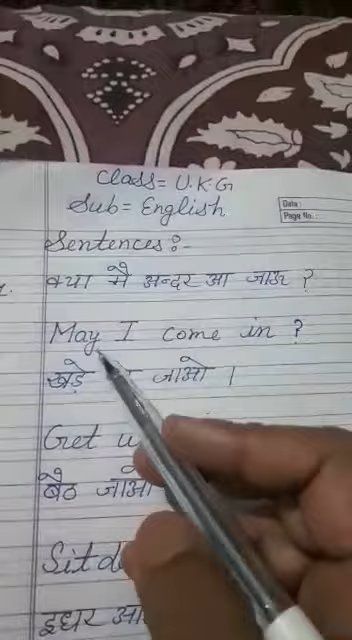 Class = U.K.G
Sub = English
Date :
Page No. :
Sentences :-
क्या मै अन्दर आ जाऊ ?
May I come in ?
खड़े जाओ ।
Get
बैठ जाओ
Sit
इधर